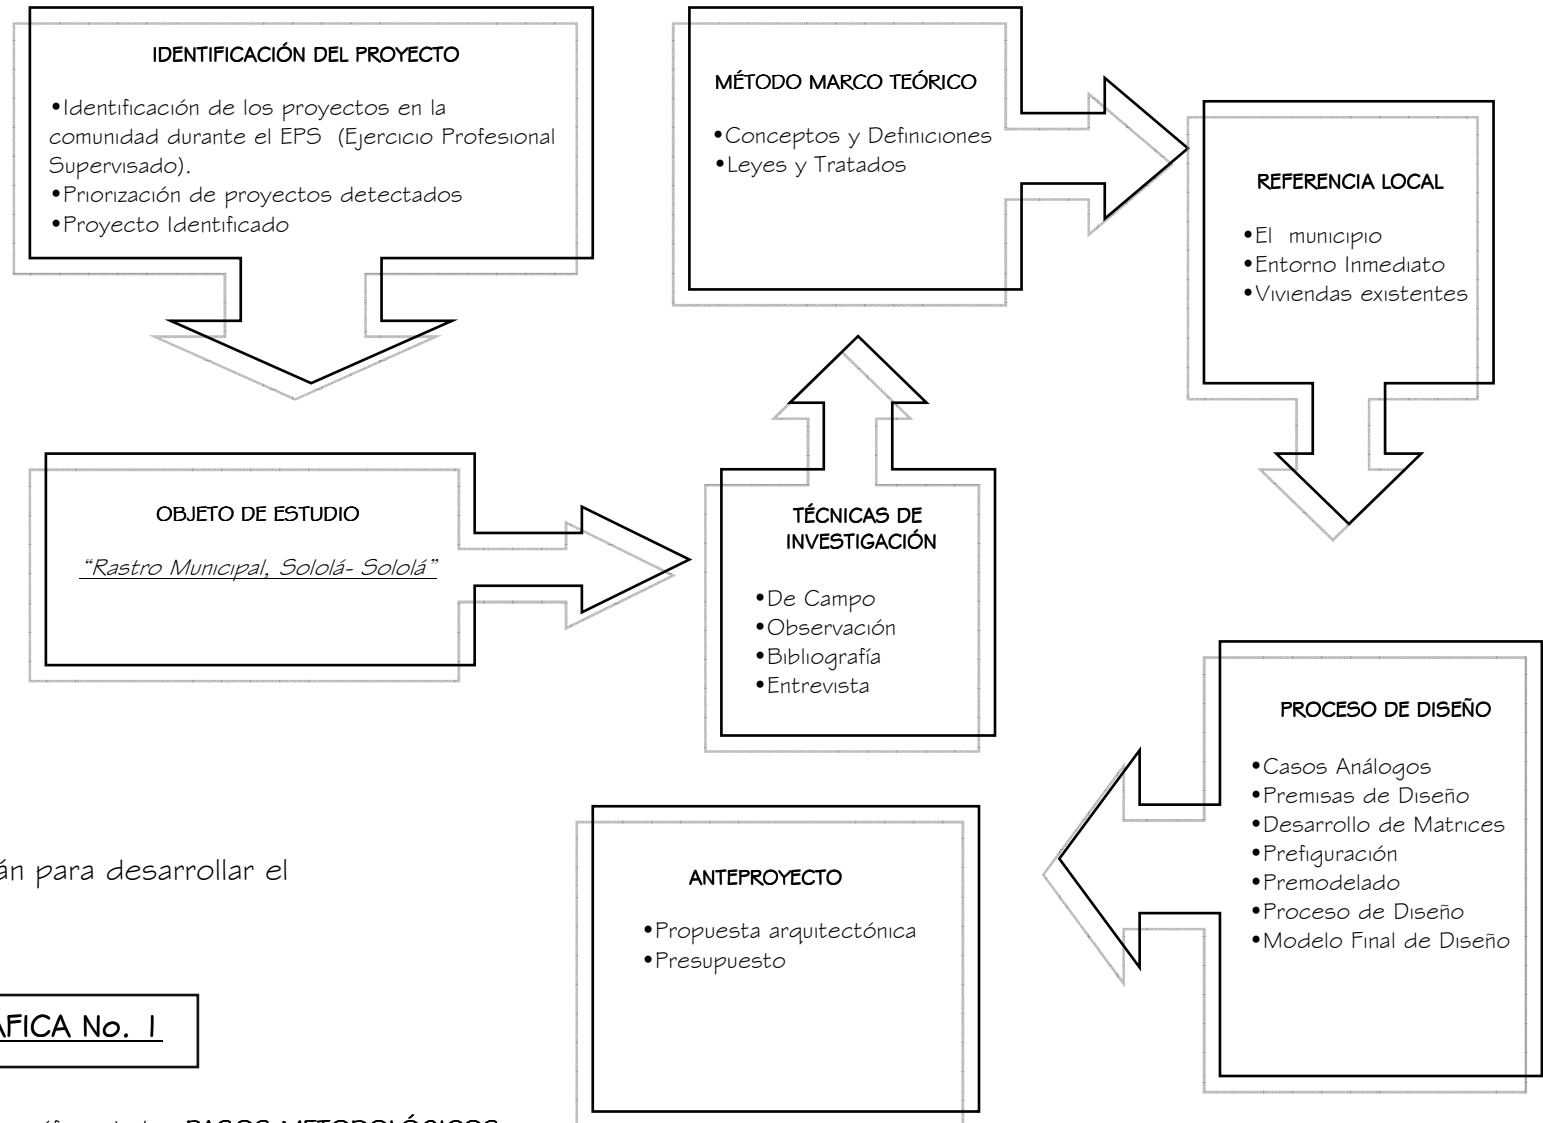 IDENTIFICACIÓN DEL PROYECTO
•Identificación de los proyectos en la
comunidad durante el EPS (Ejercicio Profesional
Supervisado).
•Priorización de proyectos detectados
•Proyecto Identificado
OBJETO DE ESTUDIO
“Rastro Municipal, Sololá- Sololá”
TÉCNICAS DE
INVESTIGACIÓN
•De Campo
•Observación
•Bibliografía
•Entrevista
MÉTODO MARCO TEÓRICO
•Conceptos y Definiciones
•Leyes y Tratados
REFERENCIA LOCAL
•El municipio
•Entorno Inmediato
•Viviendas existentes
PROCESO DE DISEÑO
•Casos Análogos
•Premisas de Diseño
•Desarrollo de Matrices
•Prefiguración
•Premodelado
•Proceso de Diseño
•Modelo Final de Diseño
ANTEPROYECTO
•Propuesta arquitectónica
•Presupuesto
án para desarrollar el
AFICA No. 1
PASOS METODOLÓGICOS